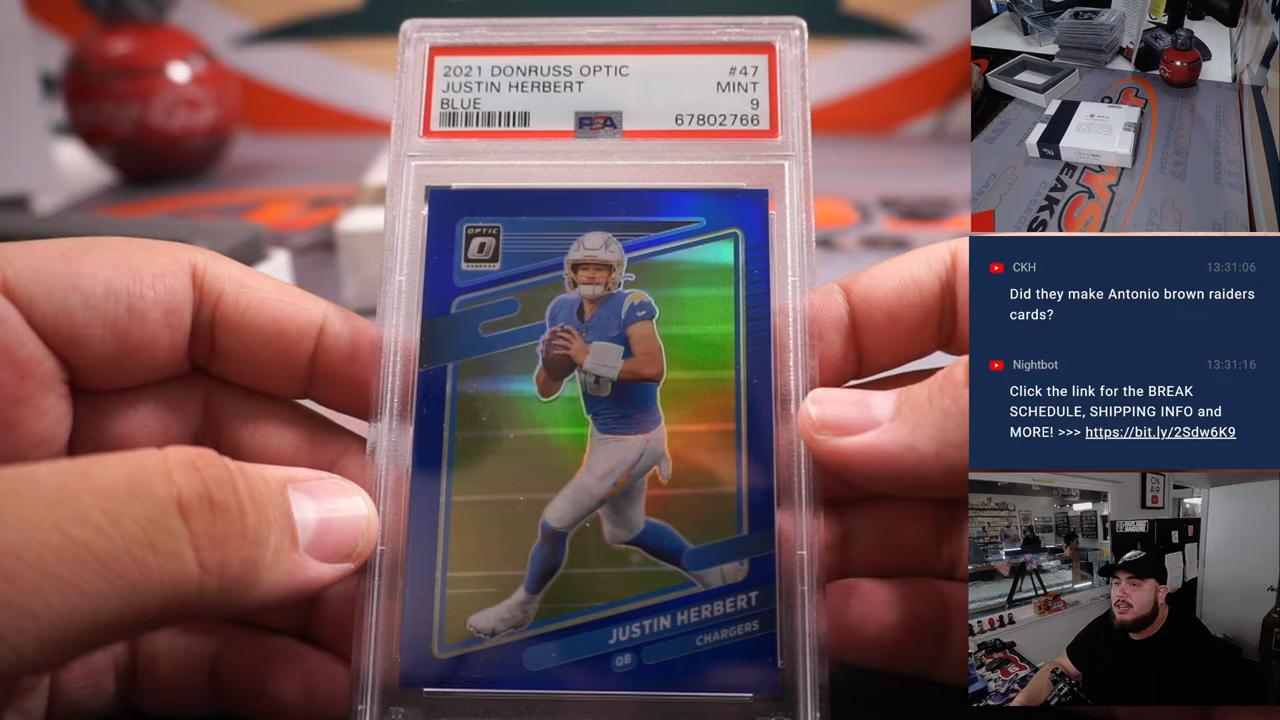 2021 DONRUSS OPTIC #47
JUSTIN HERBERT MINT
BLUE 9
PSA 67802766
OPTIC
O
DONRUSS
JUSTIN HERBERT
CHARGERS
QB
CKH 13:31:06
Did they make Antonio brown raiders
cards?
Nightbot 13:31:16
Click the link for the BREAK
SCHEDULE, SHIPPING INFO and
MORE! >>> https://bit.ly/2Sdw6K9
ON
AIR